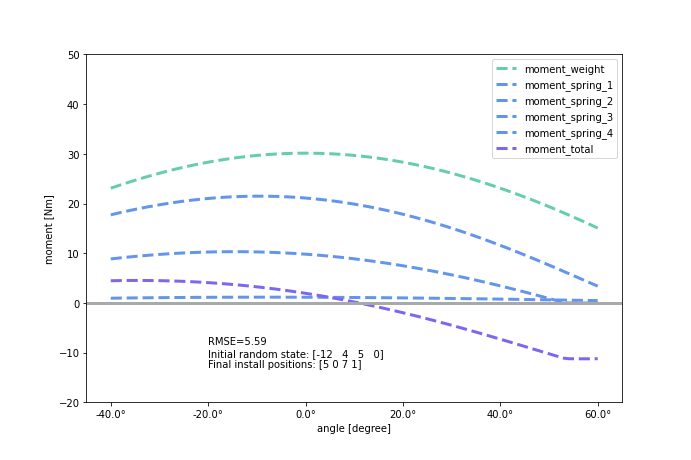 50
40
30
20
10
0
−10
−20
moment [Nm]
moment_weight
moment_spring_1
moment_spring_2
moment_spring_3
moment_spring_4
moment_total
RMSE=5.59
Initial random state: [-12   4   5   0]
Final install positions: [5 0 7 1]
-40.0° -20.0° 0.0° 20.0° 40.0° 60.0°
angle [degree]